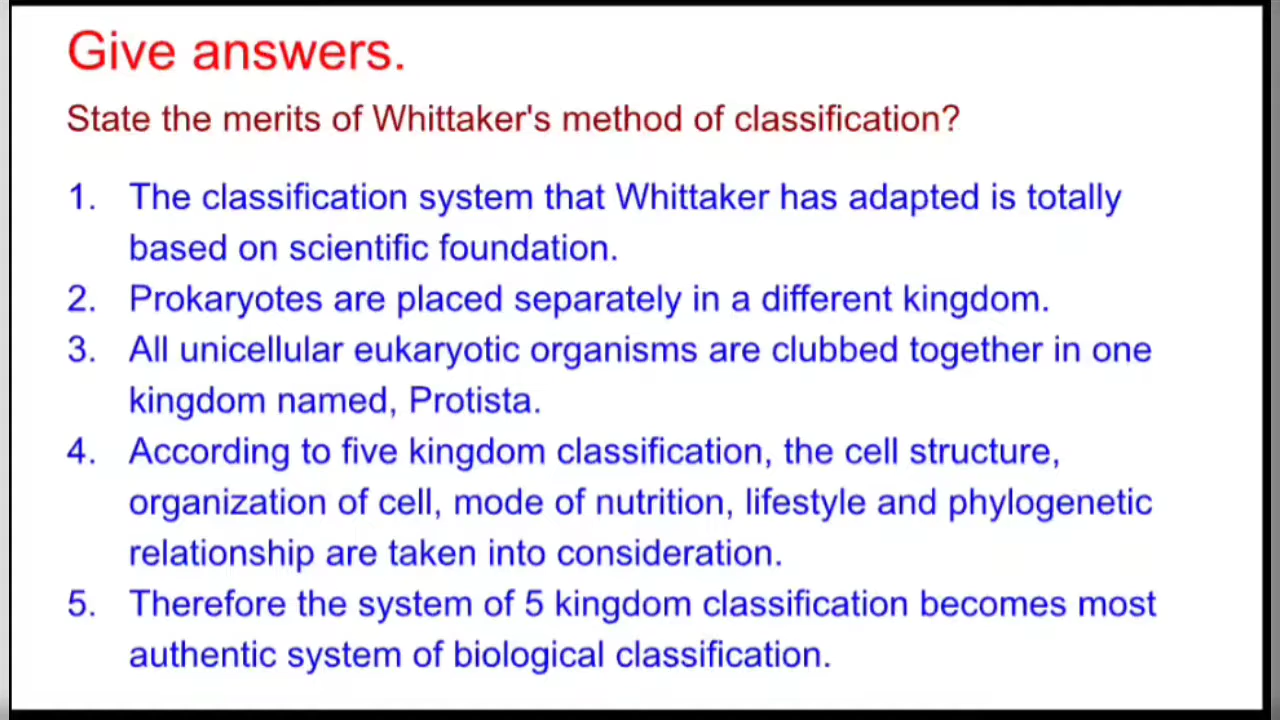 Give answers.
State the merits of Whittaker's method of classification?
1. The classification system that Whittaker has adapted is totally
based on scientific foundation.
2. Prokaryotes are placed separately in a different kingdom.
3. All unicellular eukaryotic organisms are clubbed together in one
kingdom named, Protista.
4. According to five kingdom classification, the cell structure,
organization of cell, mode of nutrition, lifestyle and phylogenetic
relationship are taken into consideration.
5. Therefore the system of 5 kingdom classification becomes most
authentic system of biological classification.